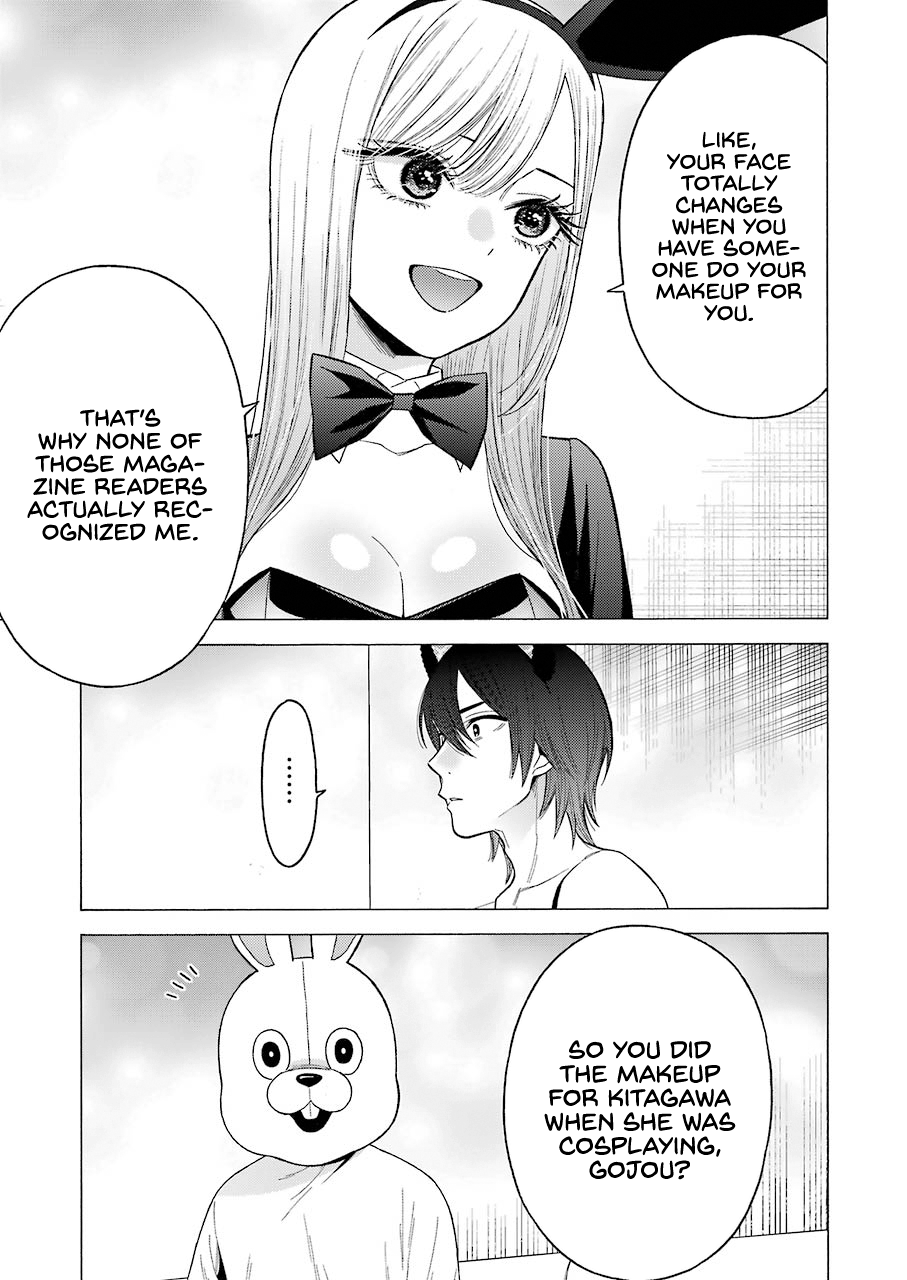 LIKE,
YOUR FACE
TOTALLY
CHANGES
WHEN YOU
HAVE SOME-
ONE DO YOUR
MAKEUP FOR
YOU.
THAT'S
WHY NONE OF
THOSE MAGA-
ZINE READERS
ACTUALLY REC-
OGNIZED ME.
......
SO YOU DID
THE MAKEUP
FOR KITAGAWA
WHEN SHE WAS
COSPLAYING,
GOJOU?